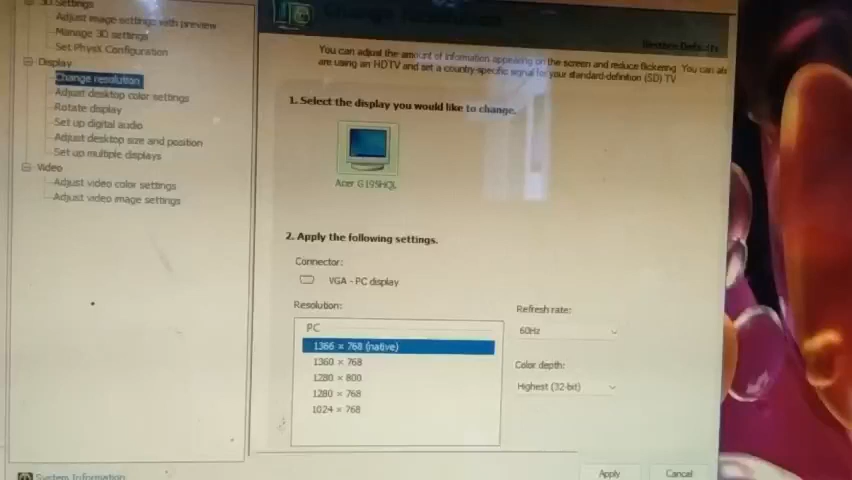 3D Settings
Adjust image settings with preview
Manage 3D settings
Set PhysX Configuration
Display
Change resolution
Adjust desktop color settings
Rotate display
Set up digital audio
Adjust desktop size and position
Set up multiple displays
Video
Adjust video color settings
Adjust video image settings
System Information
Restore Defaults
You can adjust the amount of information appearing on the screen and reduce flickering. You can als
are using an HDTV and set a country-specific signal for your standard-definition (SD) TV
1. Select the display you would like to change.
Acer G195HQL
2. Apply the following settings.
Connector:
VGA - PC display
Resolution:
PC
1366 × 768 (native)
1360 × 768
1280 × 800
1280 × 768
1024 × 768
Refresh rate:
60Hz
Color depth:
Highest (32-bit)
Apply
Cancel